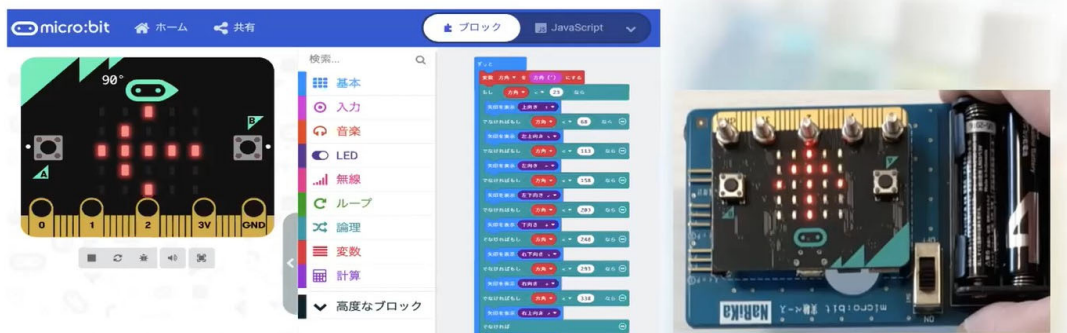 micro:bit
ホーム
共有
ブロック
JavaScript
90°
A
B
0
1
2
3V
GND
検索...
基本
入力
音楽
LED
無線
ループ
論理
変数
計算
高度なブロック
ずっと
変数 方角 を 方角 (°) にする
もし 方角 < 23 なら
矢印を表示 上向き
でなければもし 方角 < 68 なら
矢印を表示 左上向き
でなければもし 方角 < 113 なら
矢印を表示 左向き
でなければもし 方角 < 158 なら
矢印を表示 左下向き
でなければもし 方角 < 203 なら
矢印を表示 下向き
でなければもし 方角 < 248 なら
矢印を表示 右下向き
でなければもし 方角 < 293 なら
矢印を表示 右向き
でなければもし 方角 < 338 なら
矢印を表示 右上向き
でなければ
NaRiKa
micro:bit 実験ベース
ON